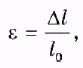 ε = Δl / l₀,